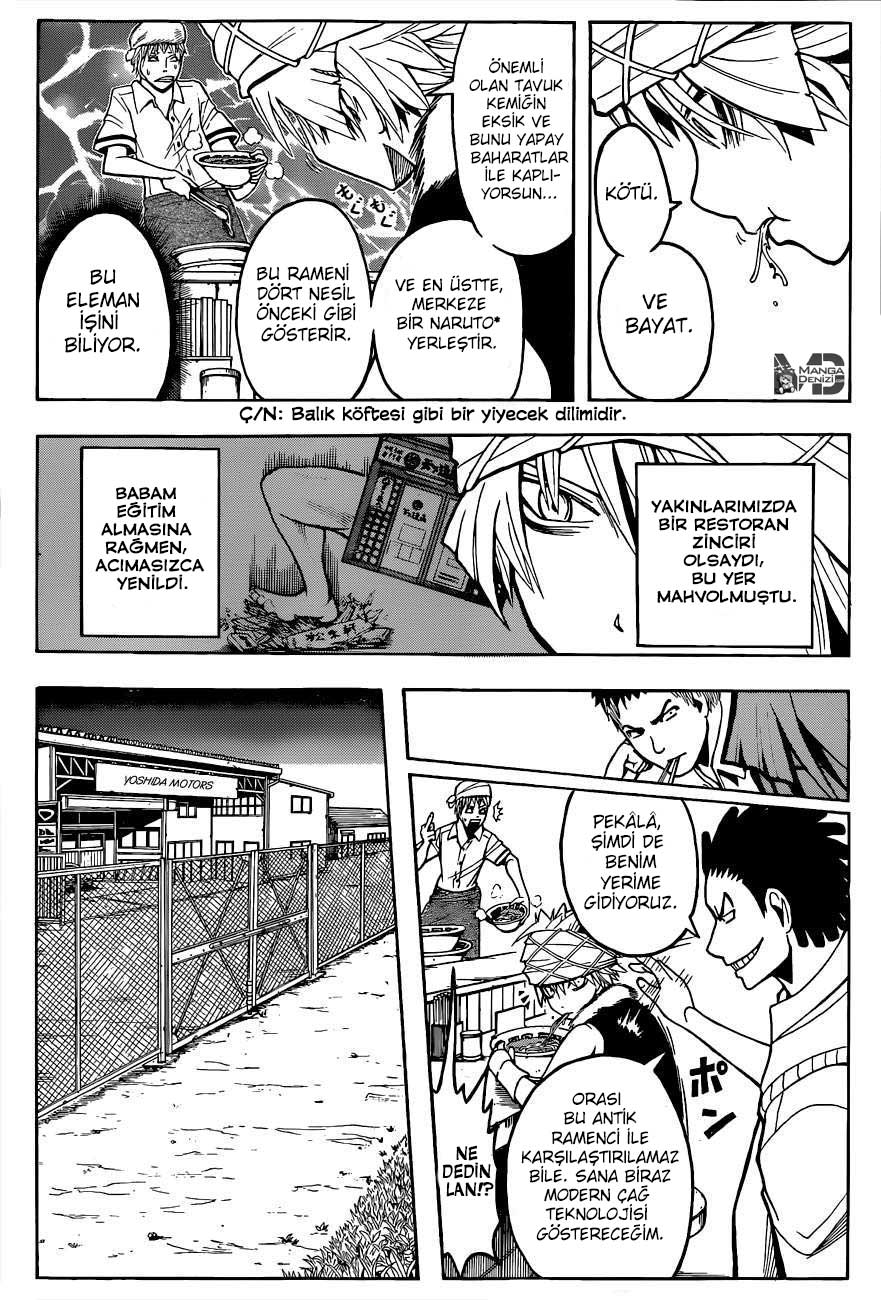 KÖTÜ.
VE
BAYAT.
ÖNEMLİ
OLAN TAVUK
KEMİĞİN
EKSİK VE
BUNU YAPAY
BAHARATLAR
İLE KAPLI-
YORSUN...
VE EN ÜSTTE,
MERKEZE
BİR NARUTO*
YERLEŞTİR.
BU RAMENİ
DÖRT NESİL
ÖNCEKİ GİBİ
GÖSTERİR.
BU
ELEMAN
İŞİNİ
BİLİYOR.
MANGA
DENİZİ
Ç/N: Balık köftesi gibi bir yiyecek dilimidir.
YAKINLARIMIZDA
BİR RESTORAN
ZİNCİRİ
OLSAYDI,
BU YER
MAHVOLMUŞTU.
BABAM
EĞİTİM
ALMASINA
RAĞMEN,
ACIMASIZCA
YENİLDİ.
PEKÂLÂ,
ŞİMDİ DE
BENİM
YERİME
GİDİYORUZ.
ポン
ORASI
BU ANTİK
RAMENCİ İLE
KARŞILAŞTIRILAMAZ
BİLE. SANA BİRAZ
MODERN ÇAĞ
TEKNOLOJİSİ
GÖSTERECEĞİM.
NE
DEDİN
LAN!?
YOSHIDA MOTORS